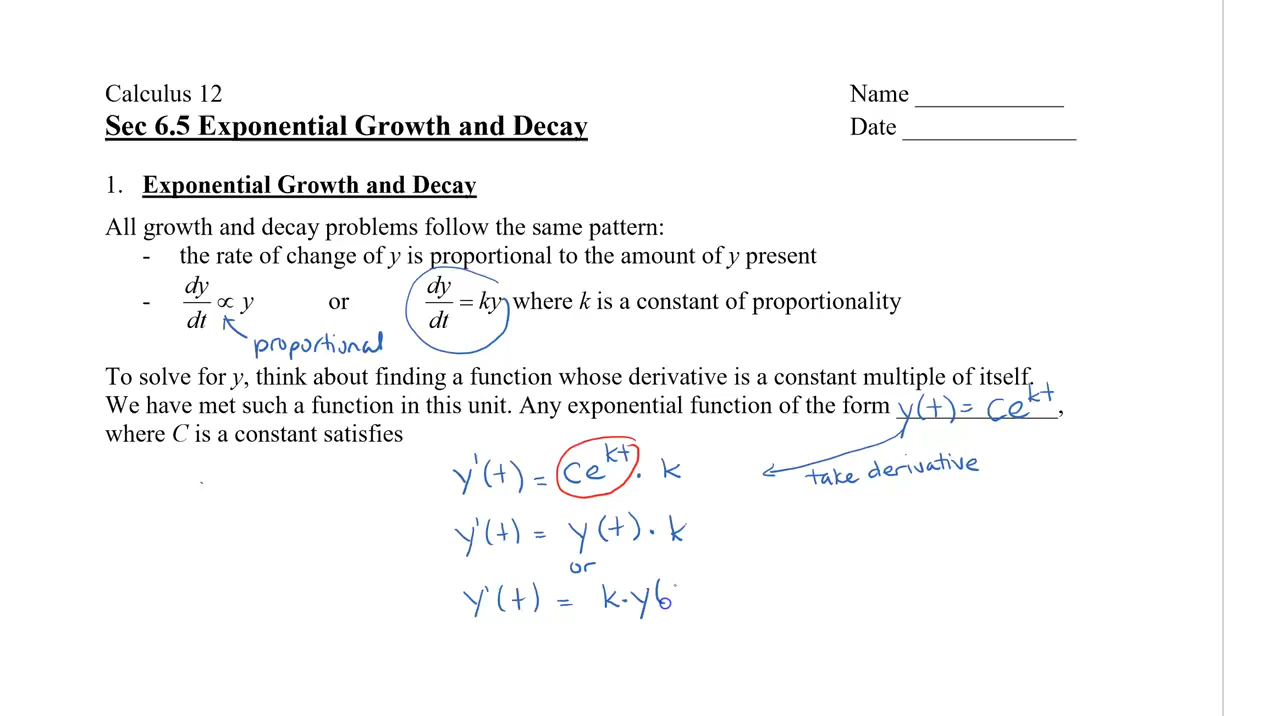 Calculus 12 Name ____________
Sec 6.5 Exponential Growth and Decay Date ______________
1. Exponential Growth and Decay
All growth and decay problems follow the same pattern:
- the rate of change of y is proportional to the amount of y present
- dy/dt ∝ y or dy/dt = ky where k is a constant of proportionality
proportional
To solve for y, think about finding a function whose derivative is a constant multiple of itself.
We have met such a function in this unit. Any exponential function of the form y(t) = Ce^kt,
where C is a constant satisfies
y'(t) = Ce^kt · k take derivative
y'(t) = y(t) · k
or
y'(t) = k · y(